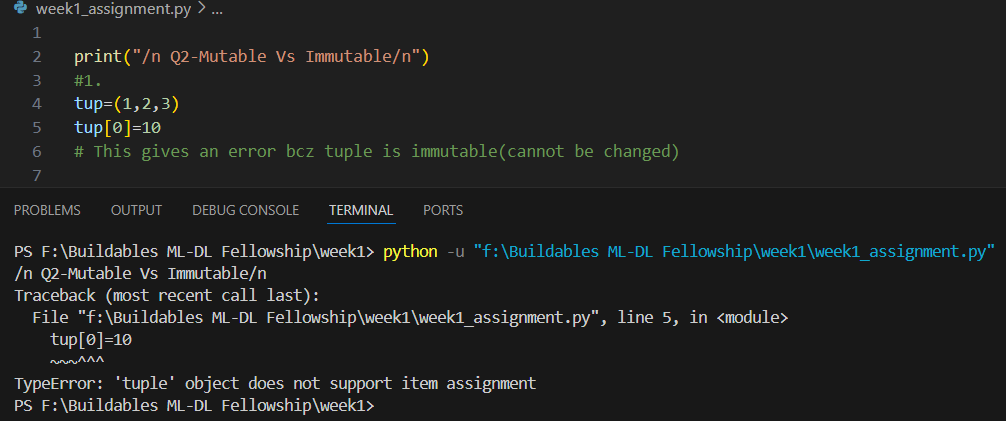 week1_assignment.py > ...
1
2 print("/n Q2-Mutable Vs Immutable/n")
3 #1.
4 tup=(1,2,3)
5 tup[0]=10
6 # This gives an error bcz tuple is immutable(cannot be changed)
7
PROBLEMS OUTPUT DEBUG CONSOLE TERMINAL PORTS
PS F:\Buildables ML-DL Fellowship\week1> python -u "f:\Buildables ML-DL Fellowship\week1\week1_assignment.py"
/n Q2-Mutable Vs Immutable/n
Traceback (most recent call last):
  File "f:\Buildables ML-DL Fellowship\week1\week1_assignment.py", line 5, in <module>
    tup[0]=10
    ~~~^^^
TypeError: 'tuple' object does not support item assignment
PS F:\Buildables ML-DL Fellowship\week1>